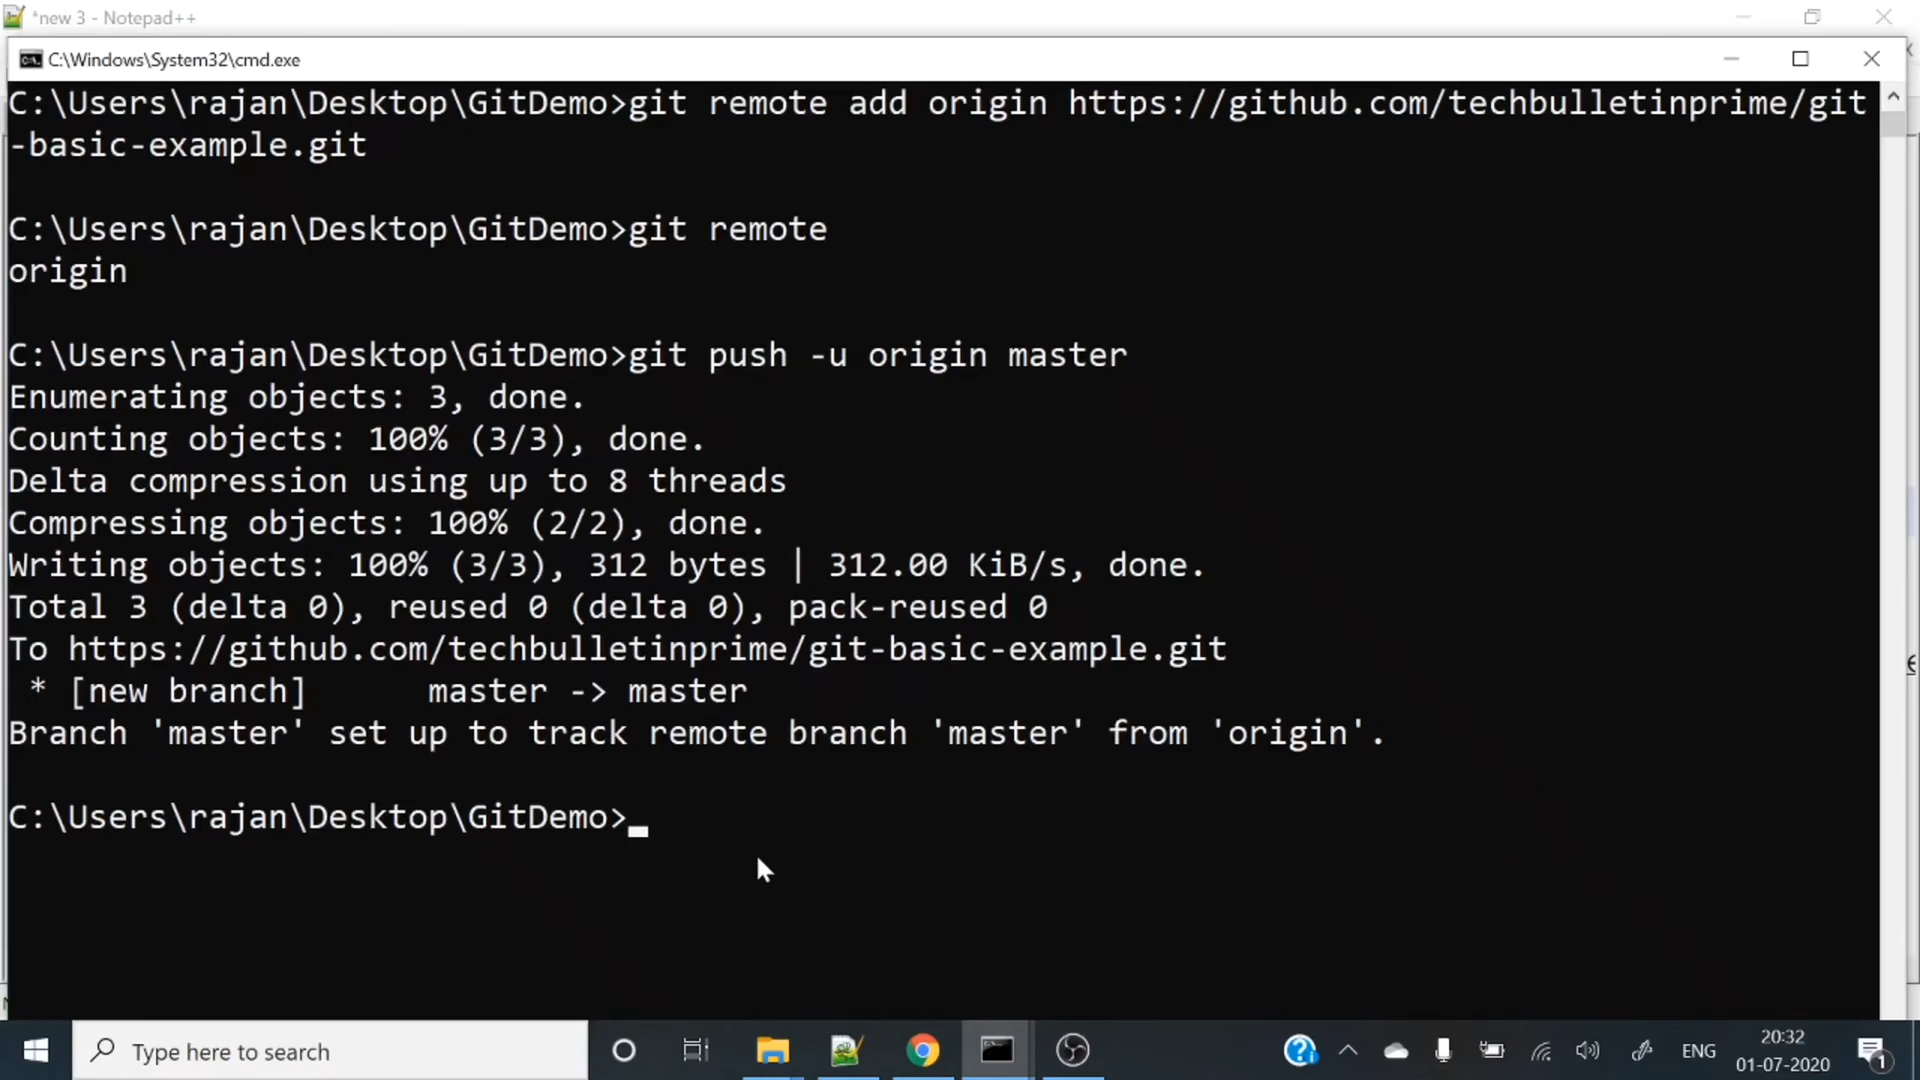 *new 3 - Notepad++
C:\Windows\System32\cmd.exe
C:\Users\rajan\Desktop\GitDemo>git remote add origin https://github.com/techbulletinprime/git
-basic-example.git
C:\Users\rajan\Desktop\GitDemo>git remote
origin
C:\Users\rajan\Desktop\GitDemo>git push -u origin master
Enumerating objects: 3, done.
Counting objects: 100% (3/3), done.
Delta compression using up to 8 threads
Compressing objects: 100% (2/2), done.
Writing objects: 100% (3/3), 312 bytes | 312.00 KiB/s, done.
Total 3 (delta 0), reused 0 (delta 0), pack-reused 0
To https://github.com/techbulletinprime/git-basic-example.git
 * [new branch]      master -> master
Branch 'master' set up to track remote branch 'master' from 'origin'.
C:\Users\rajan\Desktop\GitDemo>
Type here to search
ENG
20:32
01-07-2020
1